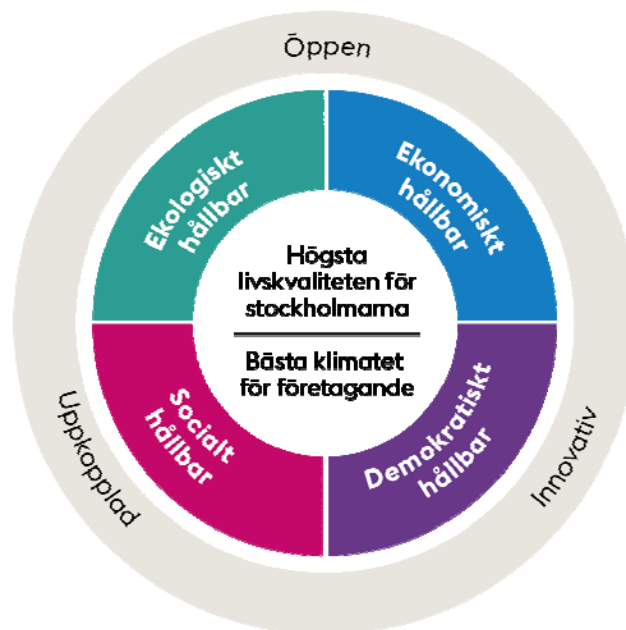 Öppen
Ekologiskt
hållbar
Ekonomiskt
hållbar
Högsta
livskvaliteten för
stockholmarna
Bästa klimatet
för företagande
Socialt
hållbar
Demokratiskt
hållbar
Uppkopplad
Innovativ